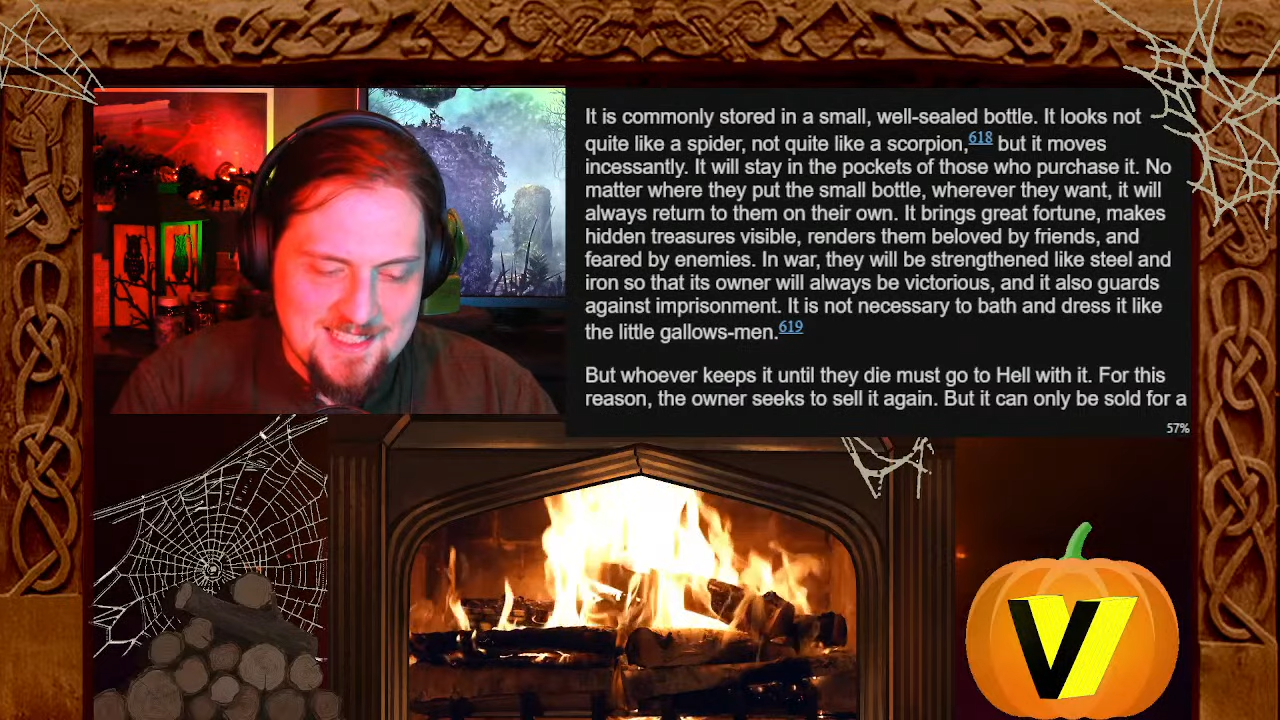 It is commonly stored in a small, well-sealed bottle. It looks not
quite like a spider, not quite like a scorpion,618 but it moves
incessantly. It will stay in the pockets of those who purchase it. No
matter where they put the small bottle, wherever they want, it will
always return to them on their own. It brings great fortune, makes
hidden treasures visible, renders them beloved by friends, and
feared by enemies. In war, they will be strengthened like steel and
iron so that its owner will always be victorious, and it also guards
against imprisonment. It is not necessary to bath and dress it like
the little gallows-men.619
But whoever keeps it until they die must go to Hell with it. For this
reason, the owner seeks to sell it again. But it can only be sold for a
57%
V